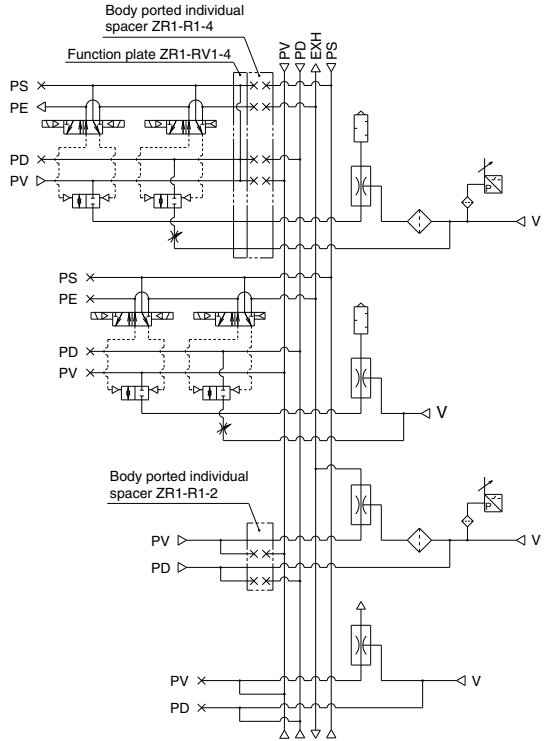 Body ported individual
spacer ZR1-R1-4
Function plate ZR1-RV1-4
PV
PD
EXH
PS
PS
PE
PD
PV
P
V
PS
PE
PD
PV
V
Body ported individual
spacer ZR1-R1-2
PV
PD
P
V
PV
PD
V